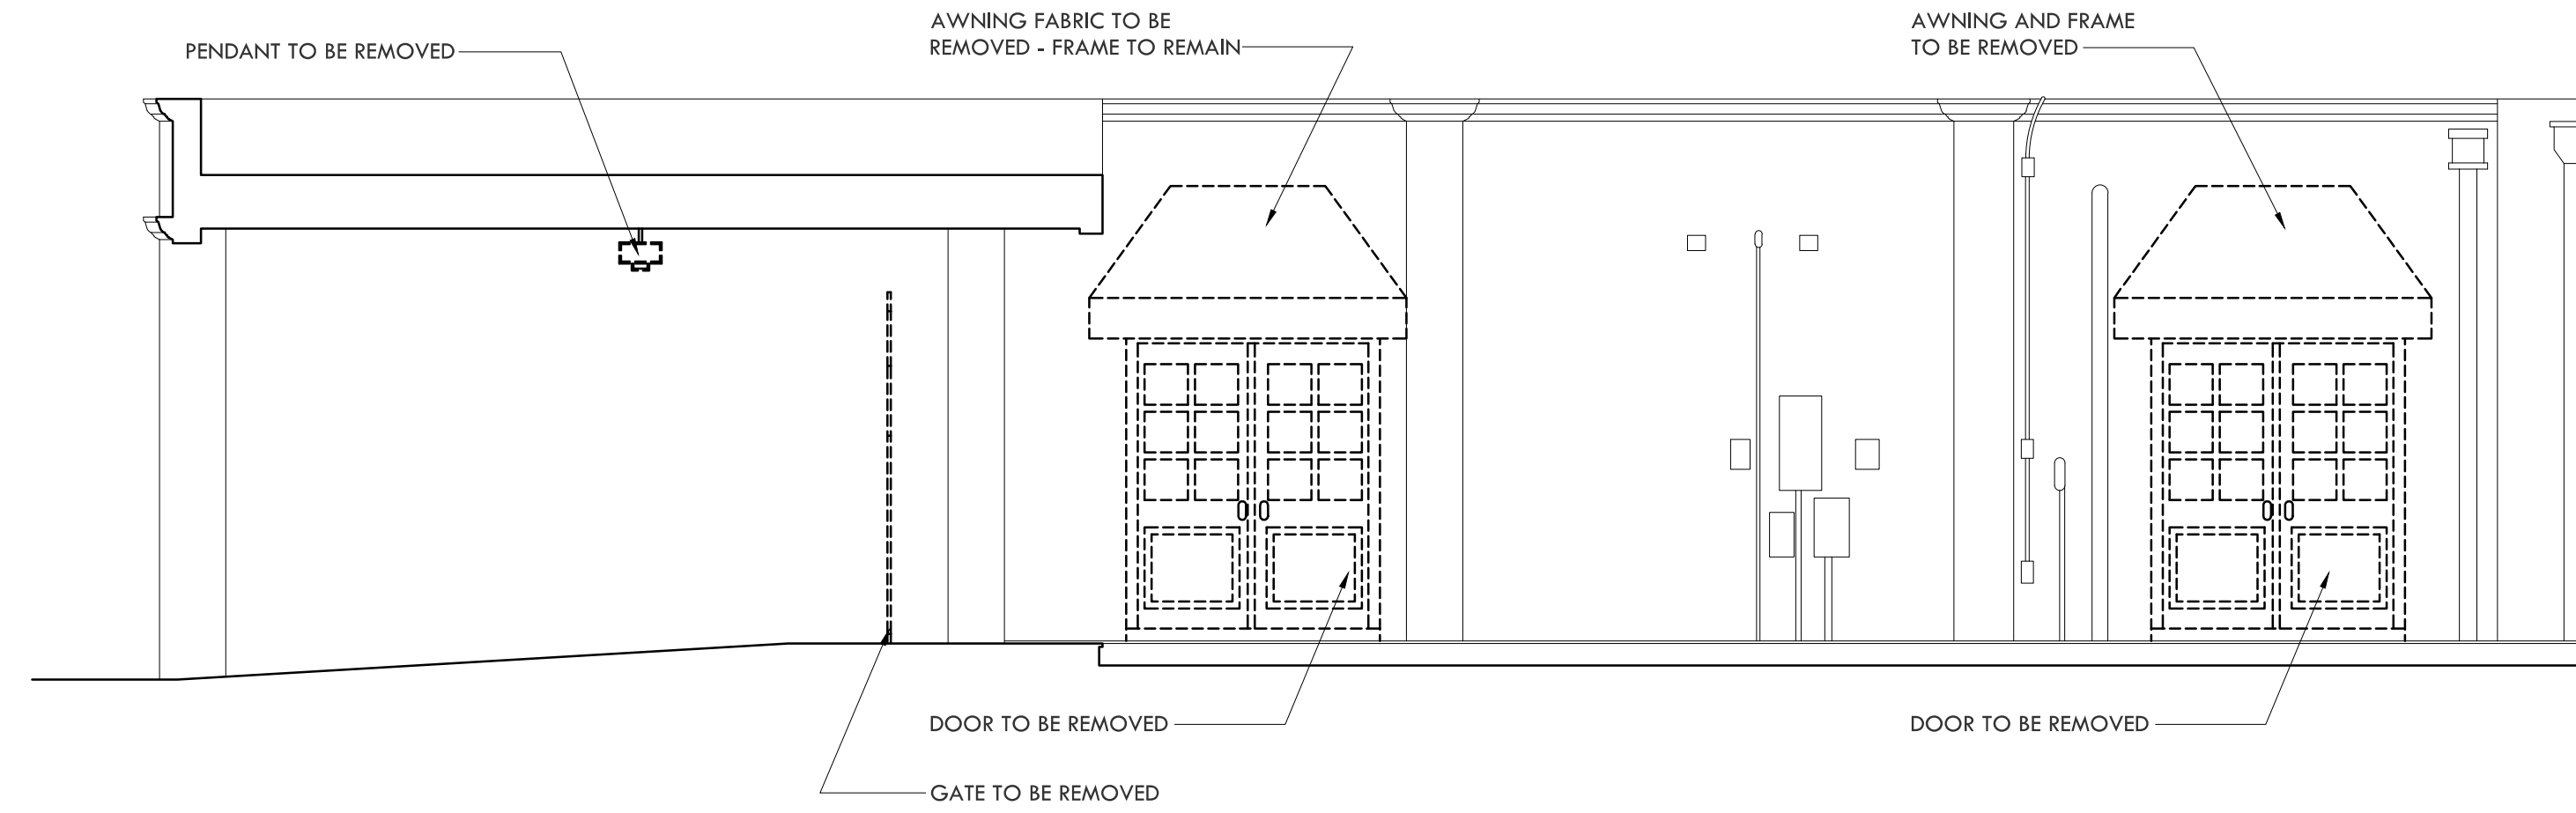 PENDANT TO BE REMOVED
AWNING FABRIC TO BE
REMOVED - FRAME TO REMAIN
AWNING AND FRAME
TO BE REMOVED
DOOR TO BE REMOVED
DOOR TO BE REMOVED
GATE TO BE REMOVED